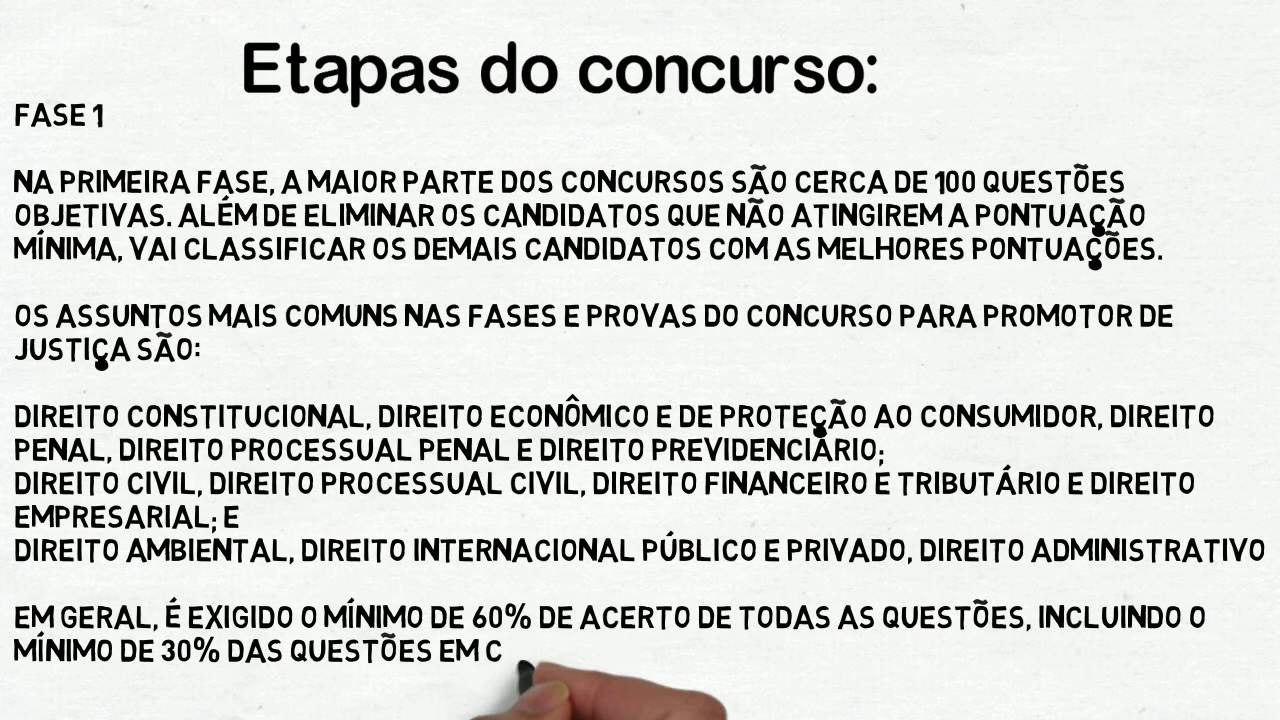 Etapas do concurso:
FASE 1
NA PRIMEIRA FASE, A MAIOR PARTE DOS CONCURSOS SÃO CERCA DE 100 QUESTÕES
OBJETIVAS. ALÉM DE ELIMINAR OS CANDIDATOS QUE NÃO ATINGIREM A PONTUAÇÃO
MÍNIMA, VAI CLASSIFICAR OS DEMAIS CANDIDATOS COM AS MELHORES PONTUAÇÕES.
OS ASSUNTOS MAIS COMUNS NAS FASES E PROVAS DO CONCURSO PARA PROMOTOR DE
JUSTIÇA SÃO:
DIREITO CONSTITUCIONAL, DIREITO ECONÔMICO E DE PROTEÇÃO AO CONSUMIDOR, DIREITO
PENAL, DIREITO PROCESSUAL PENAL E DIREITO PREVIDENCIÁRIO;
DIREITO CIVIL, DIREITO PROCESSUAL CIVIL, DIREITO FINANCEIRO E TRIBUTÁRIO E DIREITO
EMPRESARIAL; E
DIREITO AMBIENTAL, DIREITO INTERNACIONAL PÚBLICO E PRIVADO, DIREITO ADMINISTRATIVO
EM GERAL, É EXIGIDO O MÍNIMO DE 60% DE ACERTO DE TODAS AS QUESTÕES, INCLUINDO O
MÍNIMO DE 30% DAS QUESTÕES EM C